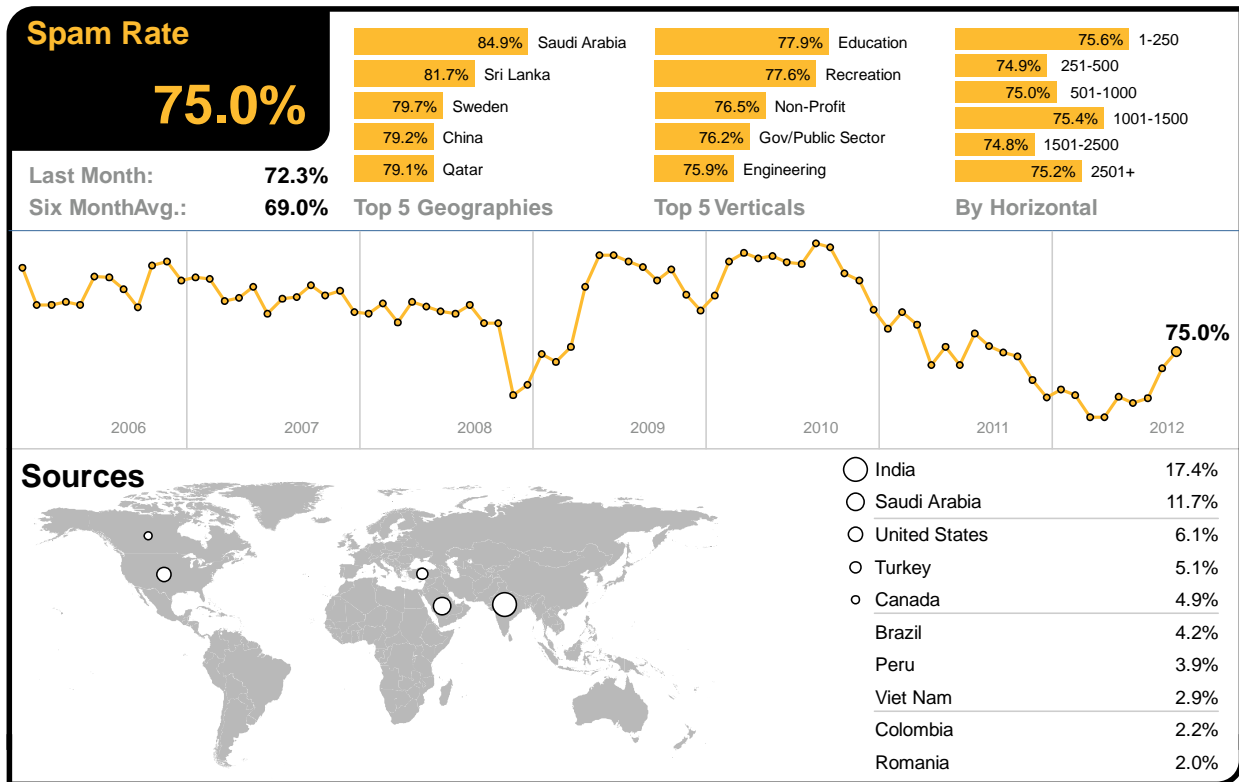 Spam Rate
75.0%
Last Month: 72.3%
Six MonthAvg.: 69.0%
84.9% Saudi Arabia
81.7% Sri Lanka
79.7% Sweden
79.2% China
79.1% Qatar
Top 5 Geographies
77.9% Education
77.6% Recreation
76.5% Non-Profit
76.2% Gov/Public Sector
75.9% Engineering
Top 5 Verticals
75.6% 1-250
74.9% 251-500
75.0% 501-1000
75.4% 1001-1500
74.8% 1501-2500
75.2% 2501+
By Horizontal
75.0%
2006 2007 2008 2009 2010 2011 2012
Sources
India 17.4%
Saudi Arabia 11.7%
United States 6.1%
Turkey 5.1%
Canada 4.9%
Brazil 4.2%
Peru 3.9%
Viet Nam 2.9%
Colombia 2.2%
Romania 2.0%